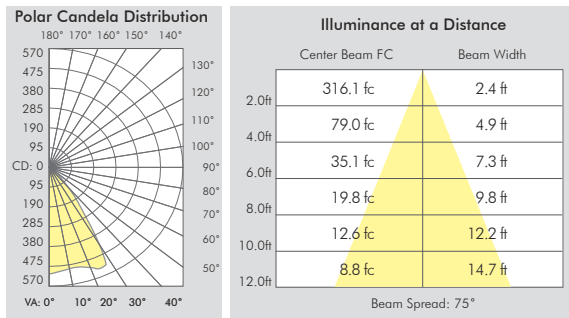 Polar Candela Distribution
180° 170° 160° 150° 140°
570
475
380
285
190
95
CD: 0
95
190
285
380
475
570
130°
120°
110°
100°
90°
80°
70°
60°
50°
VA: 0° 10° 20° 30° 40°
Illuminance at a Distance
Center Beam FC Beam Width
2.0ft 316.1 fc 2.4 ft
4.0ft 79.0 fc 4.9 ft
6.0ft 35.1 fc 7.3 ft
8.0ft 19.8 fc 9.8 ft
10.0ft 12.6 fc 12.2 ft
12.0ft 8.8 fc 14.7 ft
Beam Spread: 75°